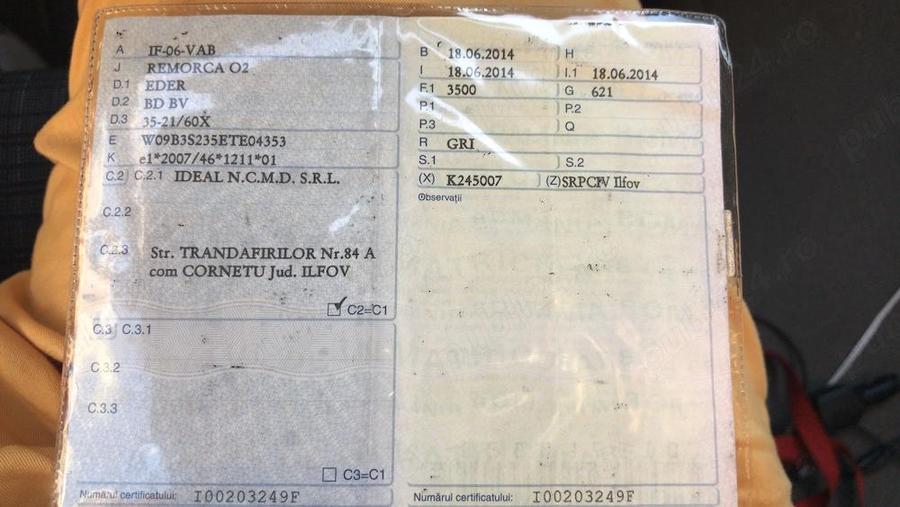 A IF-06-VAB
J REMORCA O2
D.1 EDER
D.2 BD BV
D.3 35-21/60X
E W09B3S235ETE04353
K e1*2007/46*1211*01
C.2 C.2.1 IDEAL N.C.M.D. S.R.L.
C.2.2
C.2.3 Str. TRANDAFIRILOR Nr.84 A
com CORNETU Jud. ILFOV
C2=C1
C.3 C.3.1
C.3.2
C.3.3
C3=C1
Numărul certificatului: I00203249F
B 18.06.2014 H
I 18.06.2014 I.1 18.06.2014
F.1 3500 G 621
P.1 P.2
P.3 Q
R GRI
S.1 S.2
(X) K245007 (Z) SRPCIV Ilfov
Observații
Numărul certificatului: I00203249F